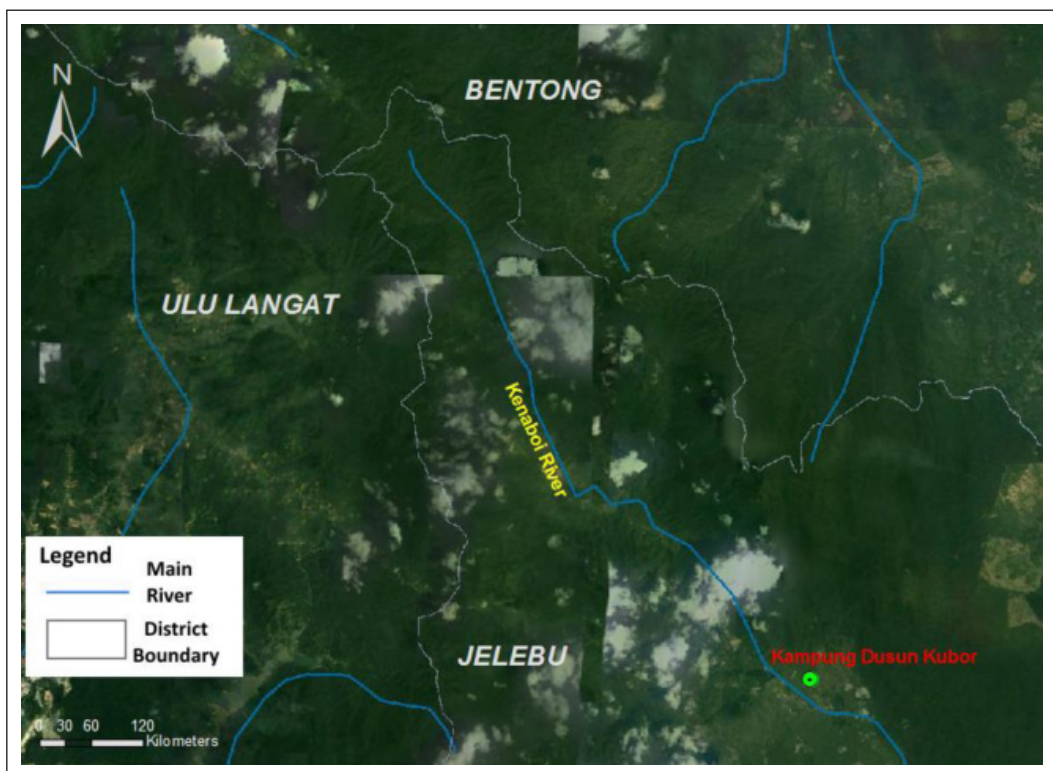 N
BENTONG
ULU LANGAT
Kenaboi River
JELEBU
Kampung Dusun Kubor
Legend
Main
River
District
Boundary
0 30 60 120
Kilometers